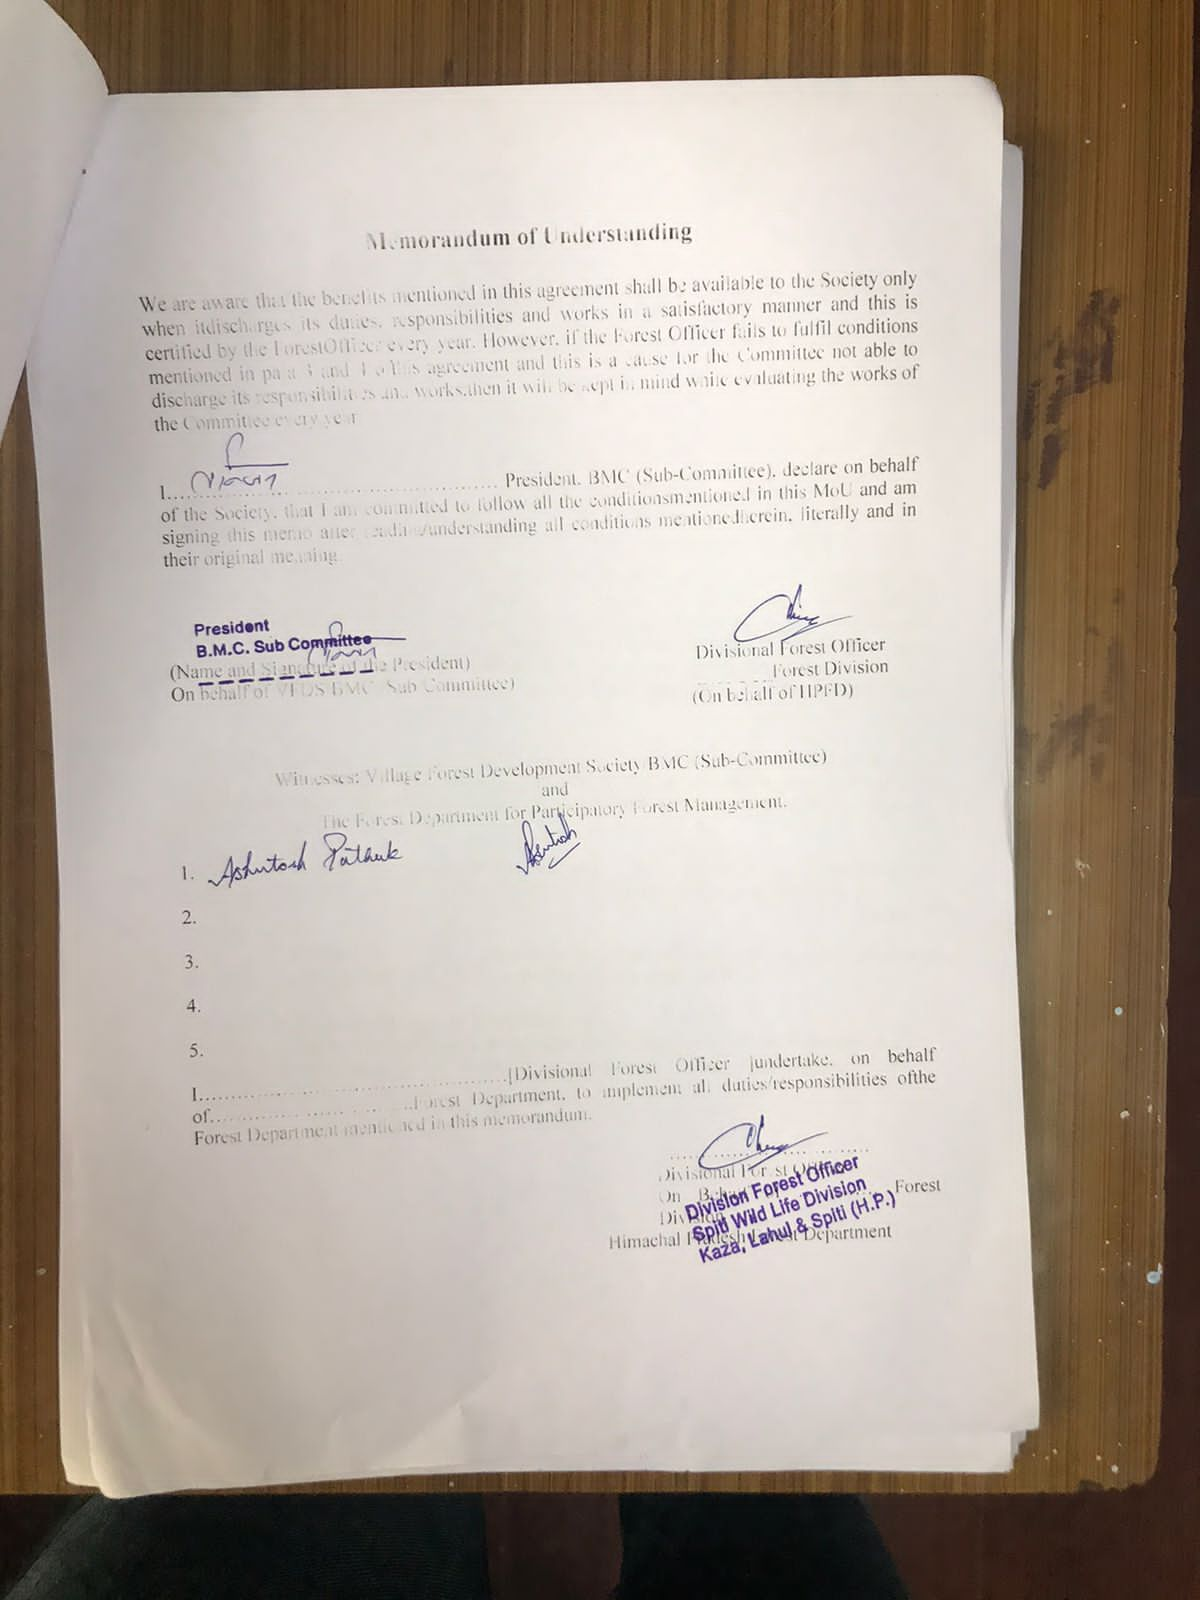 Memorandum of Understanding
We are aware that the benefits mentioned in this agreement shall be available to the Society only
when itdischarges its duties, responsibilities and works in a satisfactory manner and this is
certified by the ForestOfficer every year. However, if the Forest Officer fails to fulfil conditions
mentioned in para 3 and 4 of this agreement and this is a cause for the Committee not able to
discharge its responsibilities and works,then it will be kept in mind while evaluating the works of
the Committee every year
I.................................................... President, BMC (Sub-Committee), declare on behalf
of the Society, that I am committed to follow all the conditionsmentioned in this MoU and am
signing this memo after reading/understanding all conditions mentionedherein, literally and in
their original meaning.
President
B.M.C. Sub Committee
(Name and Signature of the President)
On behalf of VFDS BMC (Sub Committee)
Divisional Forest Officer
Forest Division
(On behalf of HPFD)
Witnesses: Village Forest Development Society BMC (Sub-Committee)
and
The Forest Department for Participatory Forest Management.
1. Ashutosh Pathak
2.
3.
4.
5.
I....................................................[Divisional Forest Officer ]undertake, on behalf
of.................................Forest Department, to implement all duties/responsibilities ofthe
Forest Department mentioned in this memorandum.
Divisional Forest Officer
On Behalf Forest
Division
Himachal Pradesh Forest Department
Division Forest Officer
Spiti Wild Life Division
Kaza, Lahul & Spiti (H.P.)